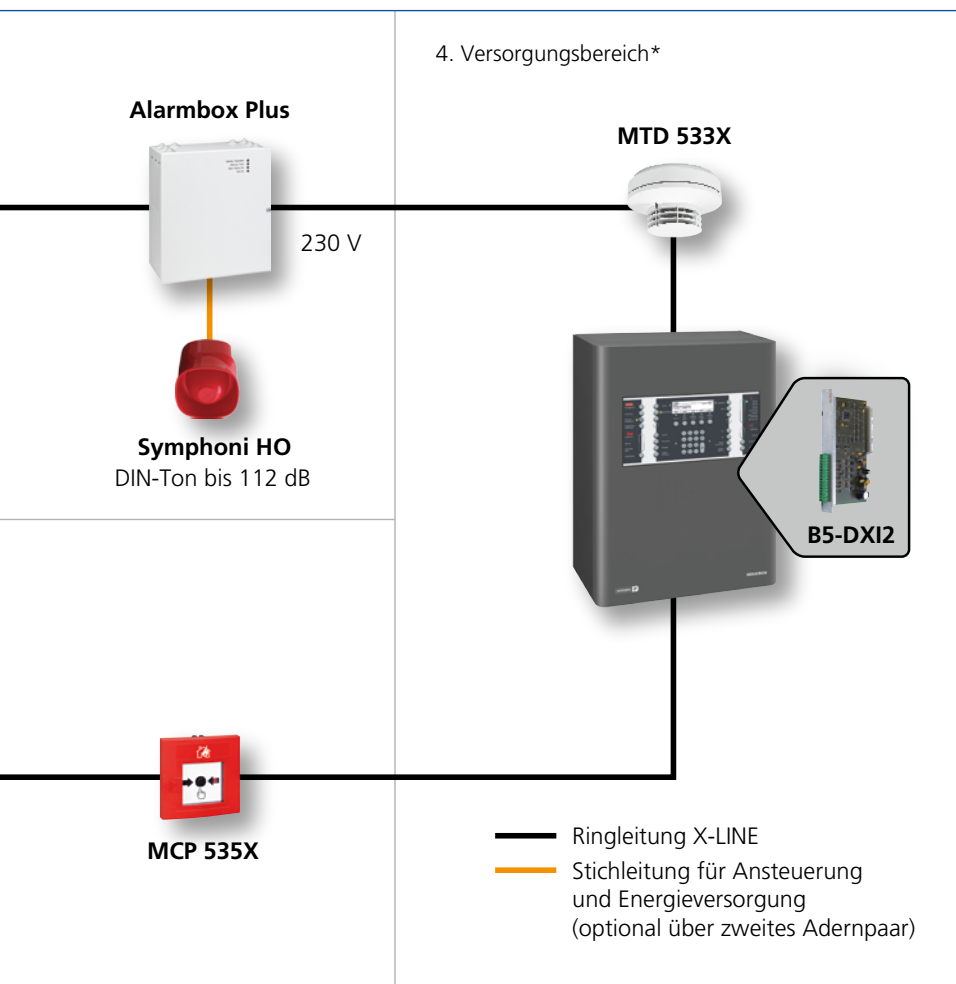 4. Versorgungsbereich*
Alarmbox Plus
MTD 533X
230 V
Symphoni HO
DIN-Ton bis 112 dB
B5-DXI2
MCP 535X
Ringleitung X-LINE
Stichleitung für Ansteuerung
und Energieversorgung
(optional über zweites Adernpaar)